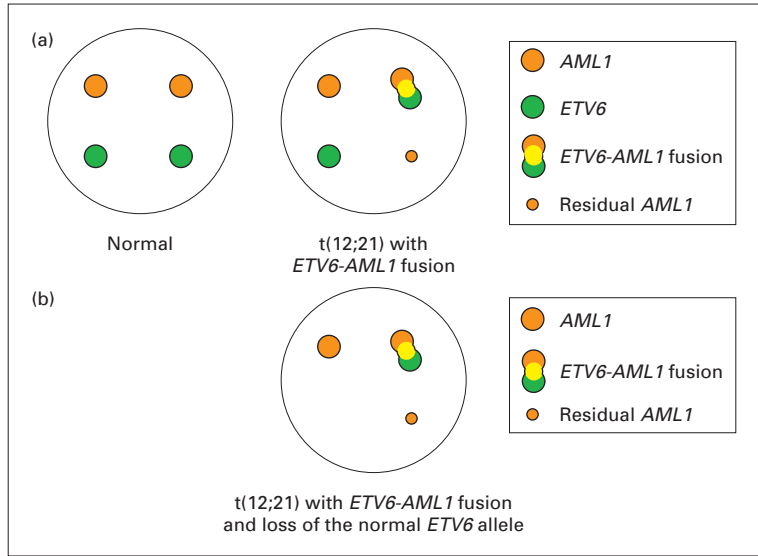 (a)
Normal
t(12;21) with
ETV6-AML1 fusion
AML1
ETV6
ETV6-AML1 fusion
Residual AML1
(b)
t(12;21) with ETV6-AML1 fusion
and loss of the normal ETV6 allele
AML1
ETV6-AML1 fusion
Residual AML1